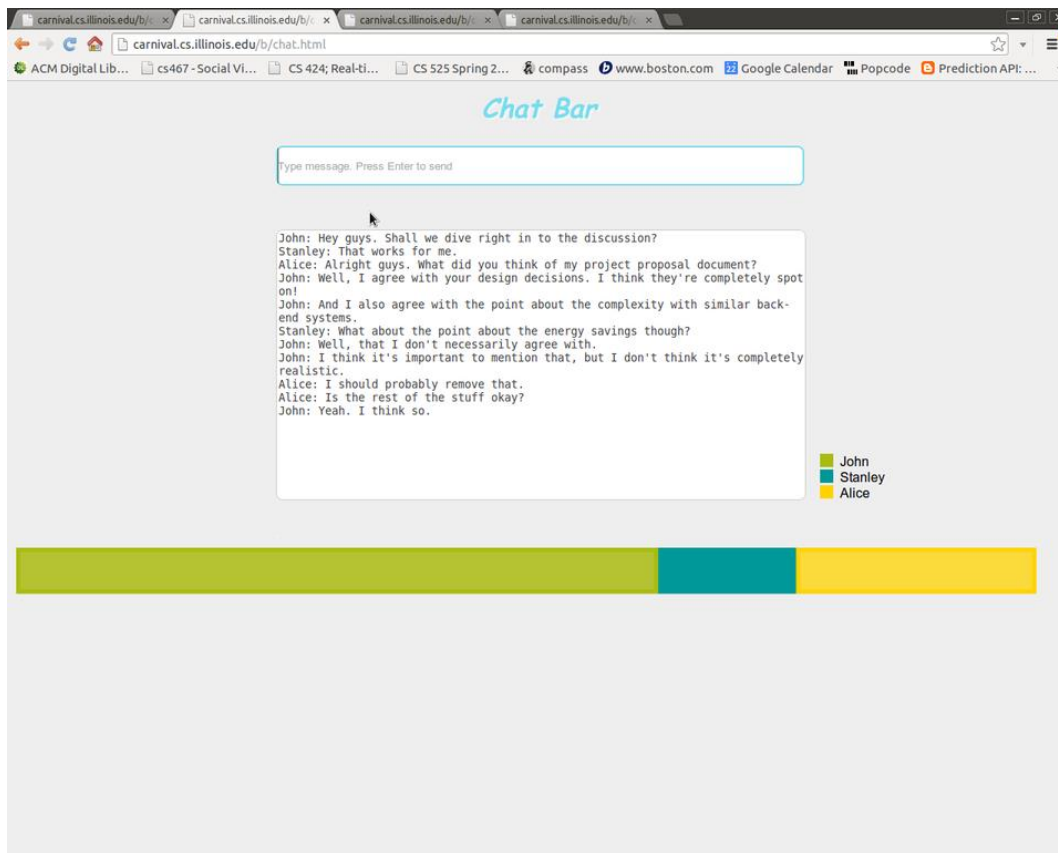 carnival.cs.illinois.edu/b/c
carnival.cs.illinois.edu/b/c
carnival.cs.illinois.edu/b/c
carnival.cs.illinois.edu/b/c
carnival.cs.illinois.edu/b/chat.html
ACM Digital Lib... cs467 - Social Vi... CS 424; Real-ti... CS 525 Spring 2... compass www.boston.com 22 Google Calendar Popcode Prediction API: ...
Chat Bar
Type message. Press Enter to send
John: Hey guys. Shall we dive right in to the discussion?
Stanley: That works for me.
Alice: Alright guys. What did you think of my project proposal document?
John: Well, I agree with your design decisions. I think they're completely spot
on!
John: And I also agree with the point about the complexity with similar back-
end systems.
Stanley: What about the point about the energy savings though?
John: Well, that I don't necessarily agree with.
John: I think it's important to mention that, but I don't think it's completely
realistic.
Alice: I should probably remove that.
Alice: Is the rest of the stuff okay?
John: Yeah. I think so.
John
Stanley
Alice